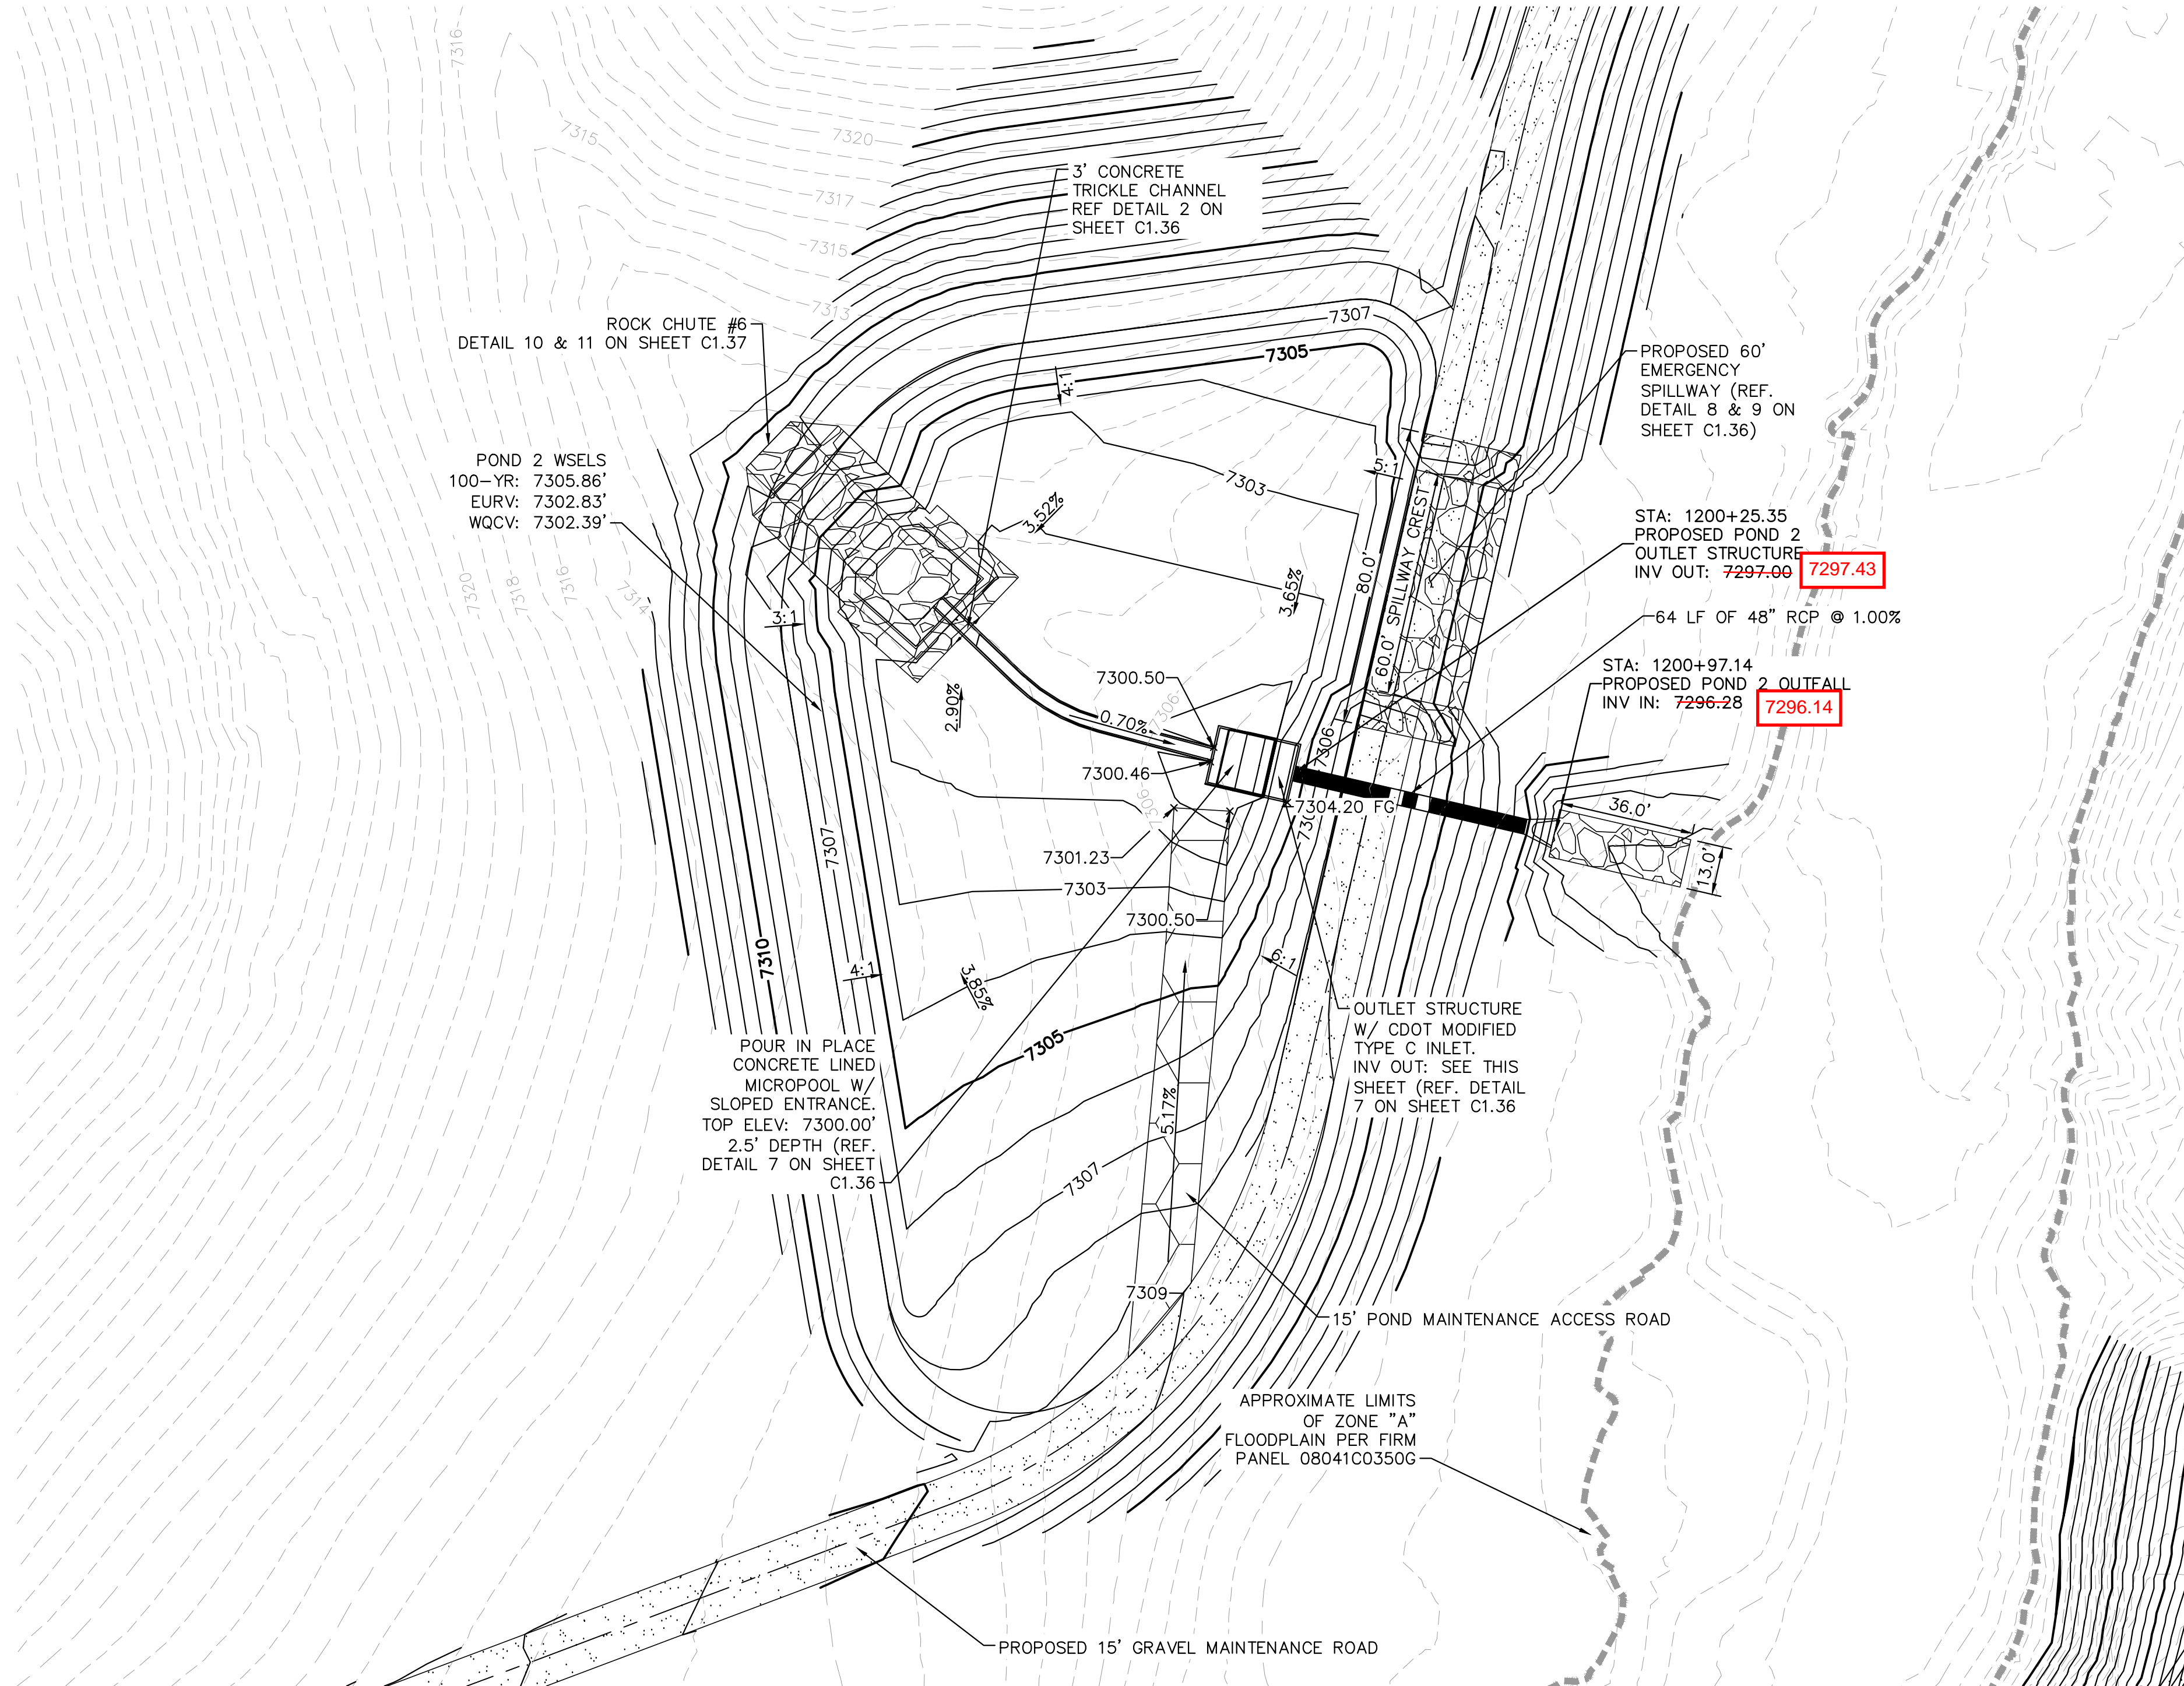 7316
7315
7320
7317
7315
7313
3' CONCRETE
TRICKLE CHANNEL
REF DETAIL 2 ON
SHEET C1.36
ROCK CHUTE #6
DETAIL 10 & 11 ON SHEET C1.37
7307
7305
4:1
PROPOSED 60'
EMERGENCY
SPILLWAY (REF.
DETAIL 8 & 9 ON
SHEET C1.36)
POND 2 WSELS
100-YR: 7305.86'
EURV: 7302.83'
WQCV: 7302.39'
7320
7318
7316
7314
7303
5:1
3.52%
3.65%
80.0'
60.0' SPILLWAY CREST
STA: 1200+25.35
PROPOSED POND 2
OUTLET STRUCTURE
INV OUT: 7297.00 7297.43
64 LF OF 48" RCP @ 1.00%
STA: 1200+97.14
PROPOSED POND 2 OUTFALL
INV IN: 7296.28 7296.14
3:1
2.90%
7300.50
0.70%
7306
7306
7300.46
7304.20 FG
36.0'
13.0'
7301.23
7303
7300.50
7307
7310
4:1
3.85%
6:1
7305
POUR IN PLACE
CONCRETE LINED
MICROPOOL W/
SLOPED ENTRANCE.
TOP ELEV: 7300.00'
2.5' DEPTH (REF.
DETAIL 7 ON SHEET
C1.36
OUTLET STRUCTURE
W/ CDOT MODIFIED
TYPE C INLET.
INV OUT: SEE THIS
SHEET (REF. DETAIL
7 ON SHEET C1.36
5.17%
7307
7309
15' POND MAINTENANCE ACCESS ROAD
APPROXIMATE LIMITS
OF ZONE "A"
FLOODPLAIN PER FIRM
PANEL 08041C0350G
PROPOSED 15' GRAVEL MAINTENANCE ROAD